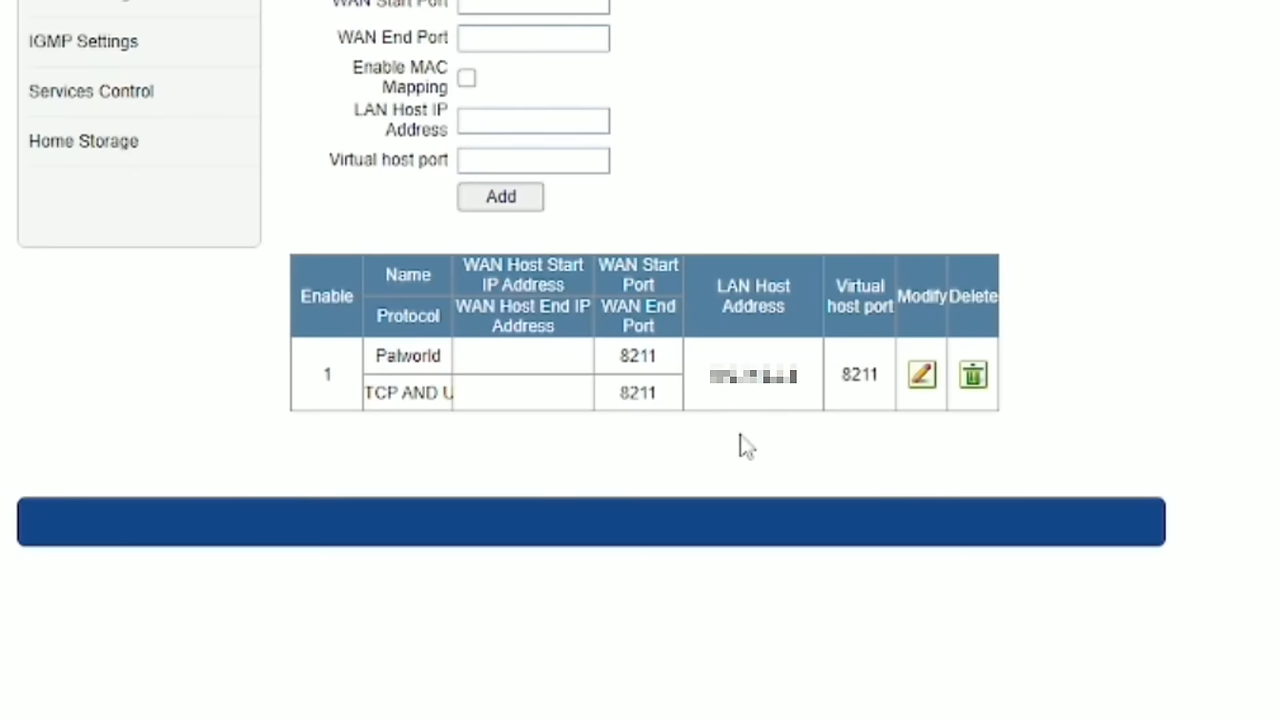 WAN Start Port
IGMP Settings
WAN End Port
Enable MAC
Mapping
Services Control
LAN Host IP
Address
Home Storage
Virtual host port
Add
Enable
Name
Protocol
WAN Host Start
IP Address
WAN Host End IP
Address
WAN Start
Port
WAN End
Port
LAN Host
Address
Virtual
host port
Modify
Delete
1
Palworld
TCP AND U
8211
8211
8211